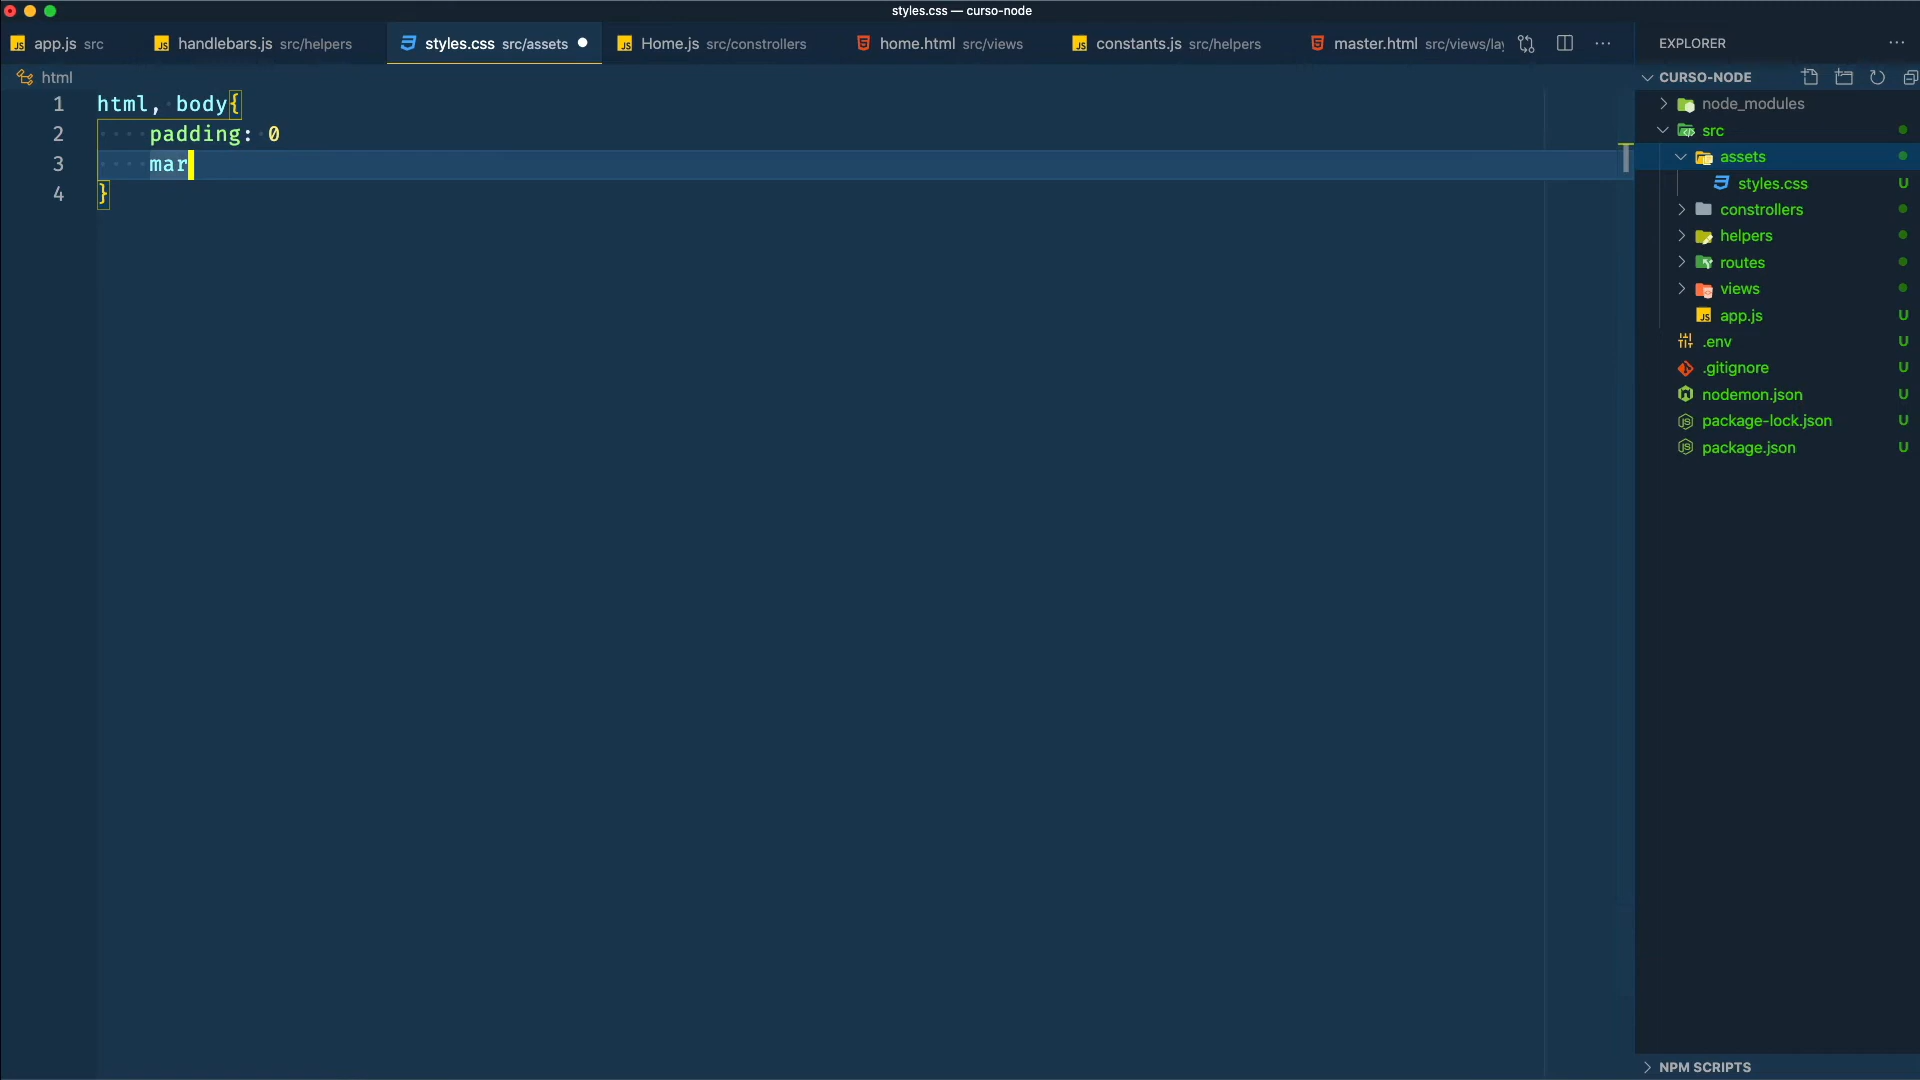 styles.css — curso-node
app.js src
handlebars.js src/helpers
styles.css src/assets
Home.js src/constrollers
home.html src/views
constants.js src/helpers
master.html src/views/lay
html
1 html, body{
2 padding: 0
3 mar
4 }
EXPLORER
CURSO-NODE
node_modules
src
assets
styles.css U
constrollers
helpers
routes
views
app.js U
.env U
.gitignore U
nodemon.json U
package-lock.json U
package.json U
NPM SCRIPTS